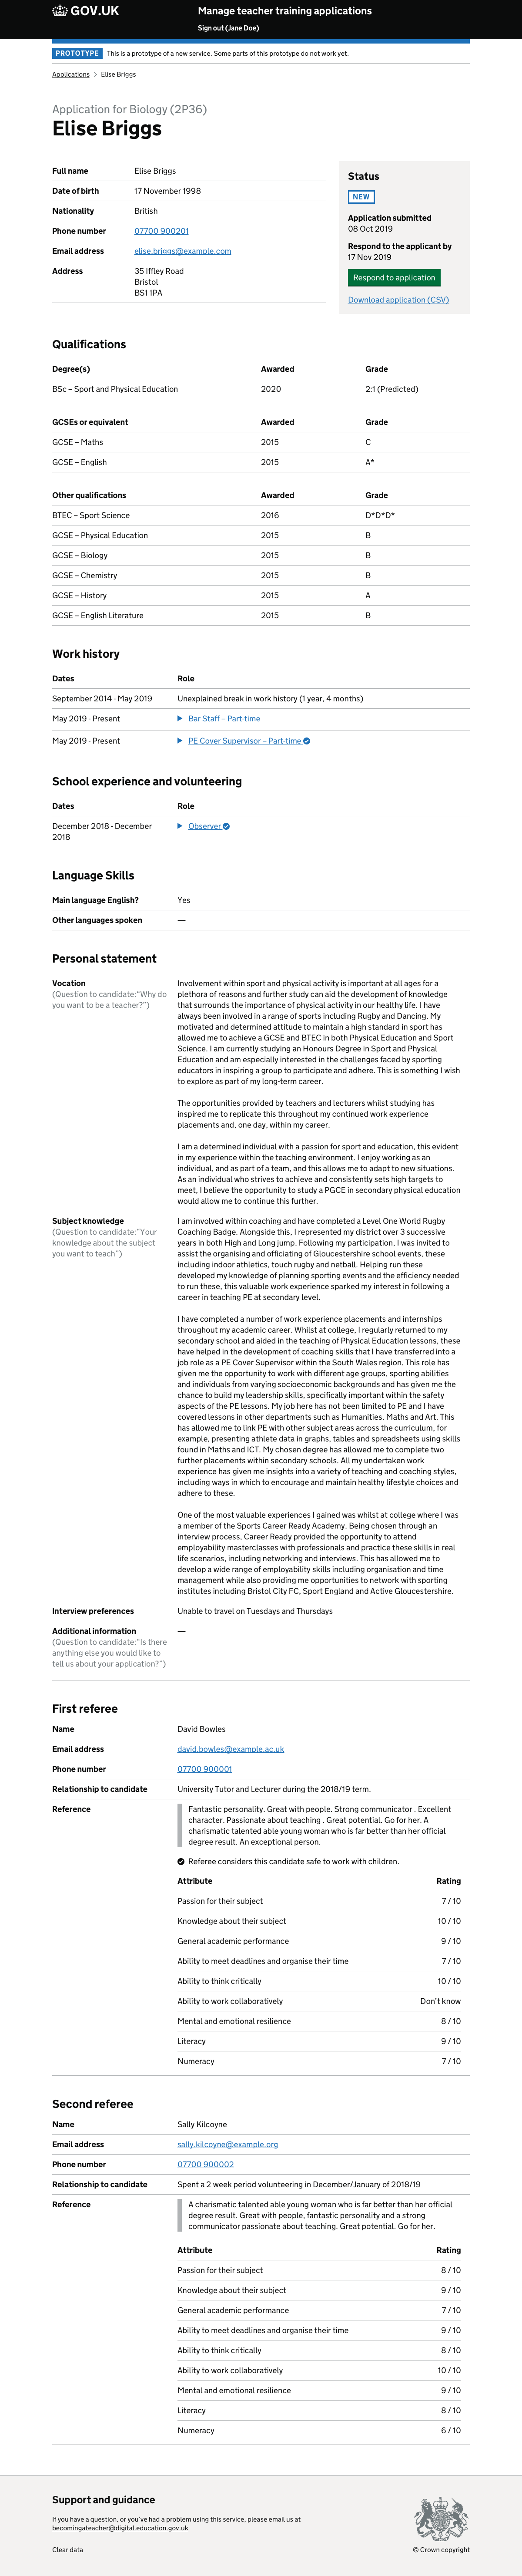 GOV.UK
Manage teacher training applications
Sign out (Jane Doe)
PROTOTYPE This is a prototype of a new service. Some parts of this prototype do not work yet.
Applications > Elise Briggs
Application for Biology (2P36)
Elise Briggs
Full name Elise Briggs
Date of birth 17 November 1998
Nationality British
Phone number 07700 900201
Email address elise.briggs@example.com
Address 35 Iffley Road
Bristol
BS1 1PA
Status
NEW
Application submitted
08 Oct 2019
Respond to the applicant by
17 Nov 2019
Respond to application
Download application (CSV)
Qualifications
Degree(s) Awarded Grade
BSc – Sport and Physical Education 2020 2:1 (Predicted)
GCSEs or equivalent Awarded Grade
GCSE – Maths 2015 C
GCSE – English 2015 A*
Other qualifications Awarded Grade
BTEC – Sport Science 2016 D*D*D*
GCSE – Physical Education 2015 B
GCSE – Biology 2015 B
GCSE – Chemistry 2015 B
GCSE – History 2015 A
GCSE – English Literature 2015 B
Work history
Dates Role
September 2014 - May 2019 Unexplained break in work history (1 year, 4 months)
May 2019 - Present Bar Staff – Part-time
May 2019 - Present PE Cover Supervisor – Part-time
School experience and volunteering
Dates Role
December 2018 - December
2018
Observer
Language Skills
Main language English? Yes
Other languages spoken —
Personal statement
Vocation
(Question to candidate:“Why do
you want to be a teacher?”)
Involvement within sport and physical activity is important at all ages for a
plethora of reasons and further study can aid the development of knowledge
that surrounds the importance of physical activity in our healthy life. I have
always been involved in a range of sports including Rugby and Dancing. My
motivated and determined attitude to maintain a high standard in sport has
allowed me to achieve a GCSE and BTEC in both Physical Education and Sport
Science. I am currently studying an Honours Degree in Sport and Physical
Education and am especially interested in the challenges faced by sporting
educators in inspiring a group to participate and adhere. This is something I wish
to explore as part of my long-term career.
The opportunities provided by teachers and lecturers whilst studying has
inspired me to replicate this throughout my continued work experience
placements and, one day, within my career.
I am a determined individual with a passion for sport and education, this evident
in my experience within the teaching environment. I enjoy working as an
individual, and as part of a team, and this allows me to adapt to new situations.
As an individual who strives to achieve and consistently sets high targets to
meet, I believe the opportunity to study a PGCE in secondary physical education
would allow me to continue this further.
Subject knowledge
(Question to candidate:“Your
knowledge about the subject
you want to teach”)
I am involved within coaching and have completed a Level One World Rugby
Coaching Badge. Alongside this, I represented my district over 3 successive
years in both High and Long jump. Following my participation, I was invited to
assist the organising and officiating of Gloucestershire school events, these
including indoor athletics, touch rugby and netball. Helping run these
developed my knowledge of planning sporting events and the efficiency needed
to run these, this valuable work experience sparked my interest in following a
career in teaching PE at secondary level.
I have completed a number of work experience placements and internships
throughout my academic career. Whilst at college, I regularly returned to my
secondary school and aided in the teaching of Physical Education lessons, these
have helped in the development of coaching skills that I have transferred into a
job role as a PE Cover Supervisor within the South Wales region. This role has
given me the opportunity to work with different age groups, sporting abilities
and individuals from varying socioeconomic backgrounds and has given me the
chance to build my leadership skills, specifically important within the safety
aspects of the PE lessons. My job here has not been limited to PE and I have
covered lessons in other departments such as Humanities, Maths and Art. This
has allowed me to link PE with other subject areas across the curriculum, for
example, presenting athlete data in graphs, tables and spreadsheets using skills
found in Maths and ICT. My chosen degree has allowed me to complete two
further placements within secondary schools. All my undertaken work
experience has given me insights into a variety of teaching and coaching styles,
including ways in which to encourage and maintain healthy lifestyle choices and
adhere to these.
One of the most valuable experiences I gained was whilst at college where I was
a member of the Sports Career Ready Academy. Being chosen through an
interview process, Career Ready provided the opportunity to attend
employability masterclasses with professionals and practice these skills in real
life scenarios, including networking and interviews. This has allowed me to
develop a wide range of employability skills including organisation and time
management while also providing me opportunities to network with sporting
institutions including Bristol City FC, Sport England and Active Gloucestershire.
Interview preferences Unable to travel on Tuesdays and Thursdays
Additional information
(Question to candidate:“Is there
anything else you would like to
tell us about your application?”)
—
First referee
Name David Bowles
Email address david.bowles@example.ac.uk
Phone number 07700 900001
Relationship to candidate University Tutor and Lecturer during the 2018/19 term.
Reference
Fantastic personality. Great with people. Strong communicator . Excellent
character. Passionate about teaching . Great potential. Go for her. A
charismatic talented able young woman who is far better than her official
degree result. An exceptional person.
Referee considers this candidate safe to work with children.
Attribute Rating
Passion for their subject 7 / 10
Knowledge about their subject 10 / 10
General academic performance 9 / 10
Ability to meet deadlines and organise their time 7 / 10
Ability to think critically 10 / 10
Ability to work collaboratively Don’t know
Mental and emotional resilience 8 / 10
Literacy 9 / 10
Numeracy 7 / 10
Second referee
Name Sally Kilcoyne
Email address sally.kilcoyne@example.org
Phone number 07700 900002
Relationship to candidate Spent a 2 week period volunteering in December/January of 2018/19
Reference
A charismatic talented able young woman who is far better than her official
degree result. Great with people, fantastic personality and a strong
communicator passionate about teaching. Great potential. Go for her.
Attribute Rating
Passion for their subject 8 / 10
Knowledge about their subject 9 / 10
General academic performance 7 / 10
Ability to meet deadlines and organise their time 9 / 10
Ability to think critically 8 / 10
Ability to work collaboratively 10 / 10
Mental and emotional resilience 9 / 10
Literacy 8 / 10
Numeracy 6 / 10
Support and guidance
If you have a question, or you’ve had a problem using this service, please email us at
becomingateacher@digital.education.gov.uk
Clear data
© Crown copyright